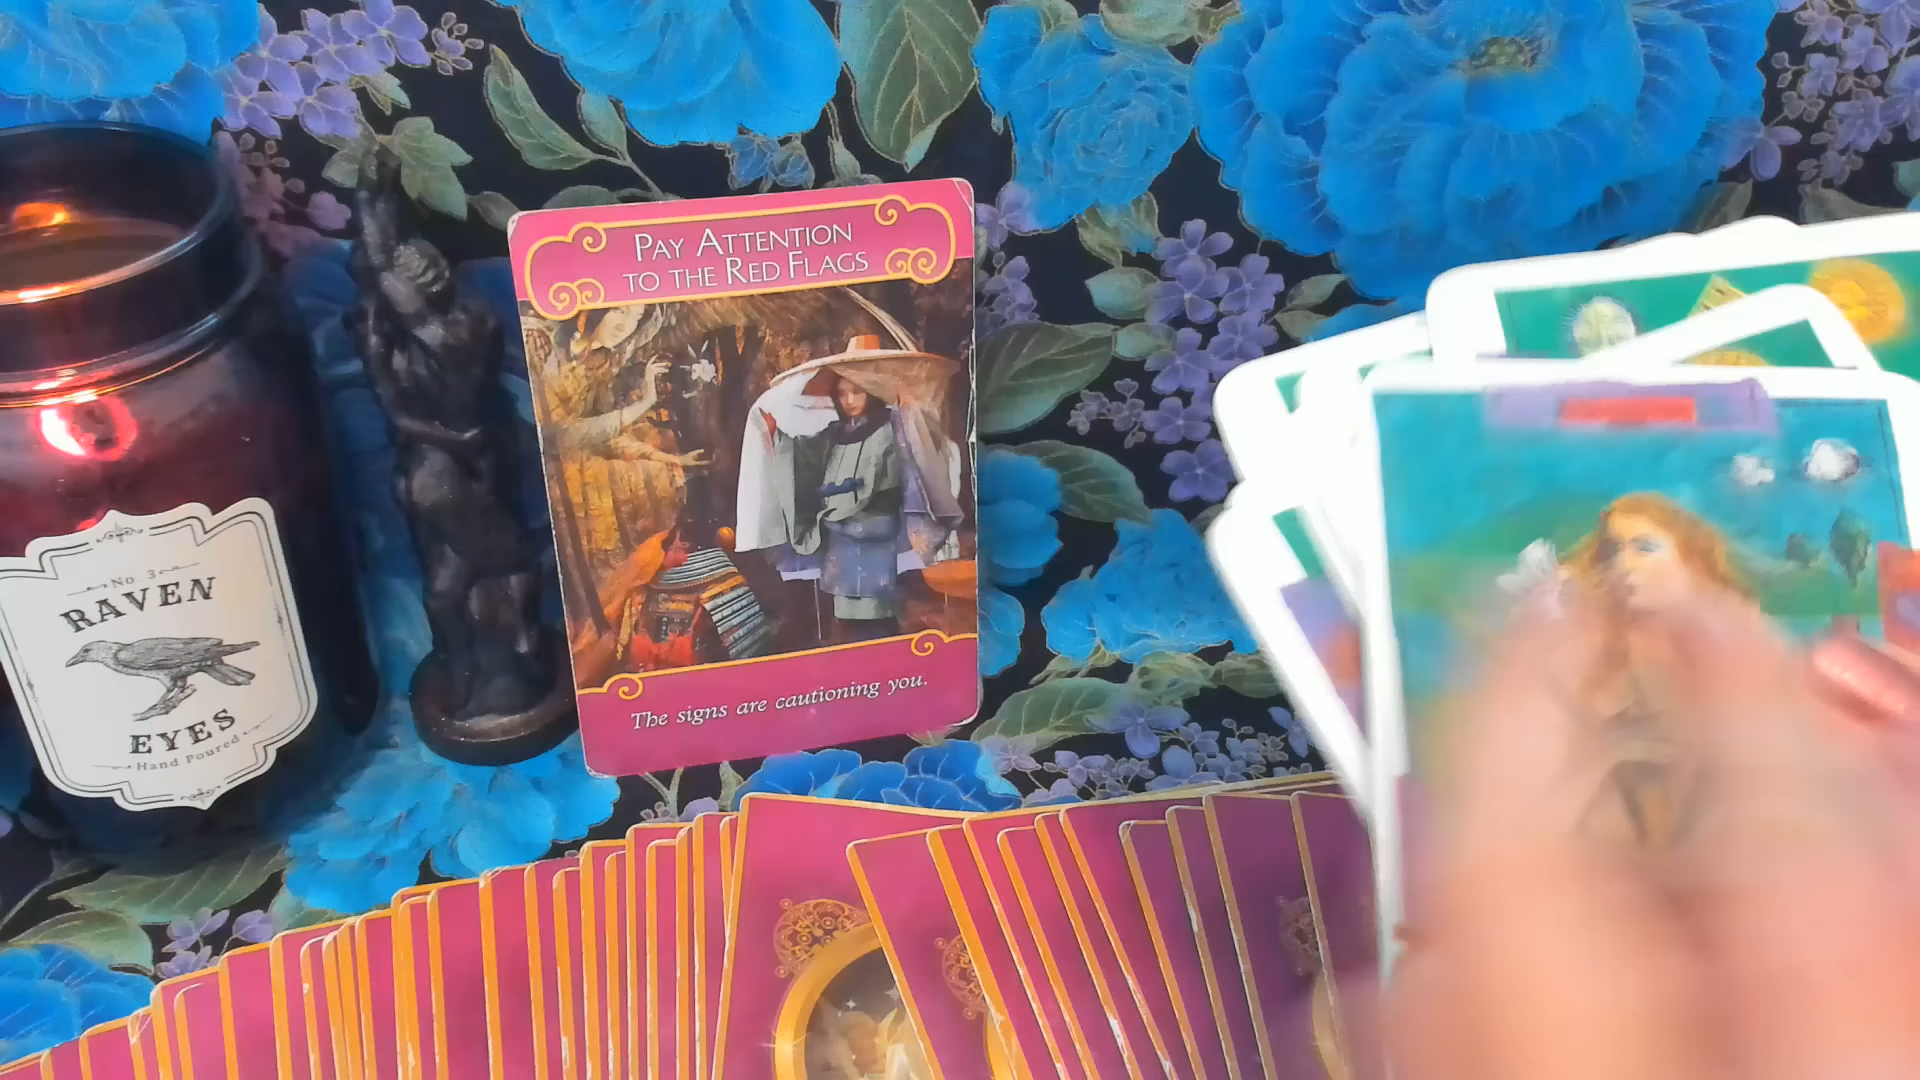 PAY ATTENTION
TO THE RED FLAGS
The signs are cautioning you.
No. 3
RAVEN
EYES
Hand Poured